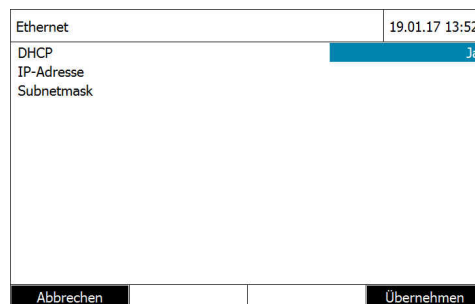 Ethernet 19.01.17 13:52
DHCP Ja
IP-Adresse
Subnetmask
Abbrechen Übernehmen